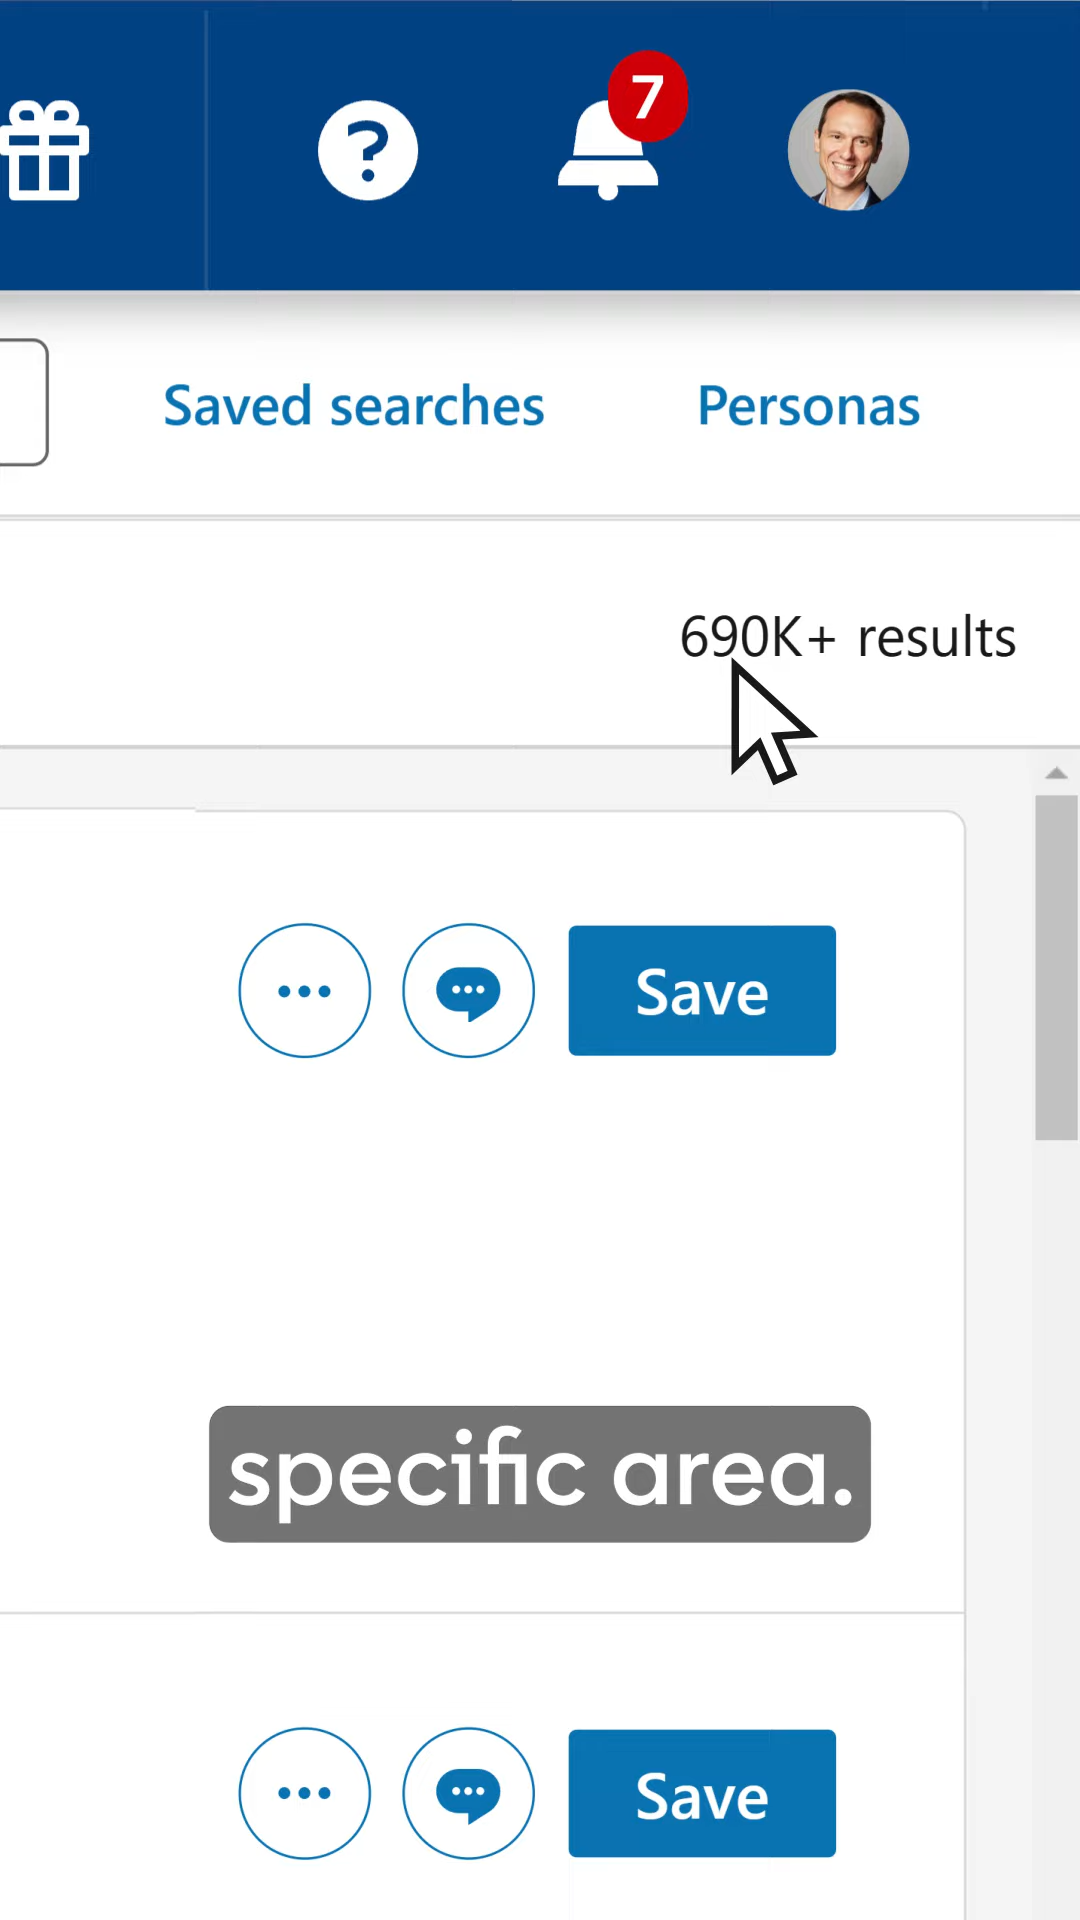 ?
7
Saved searches
Personas
690K+ results
Save
specific area.
Save